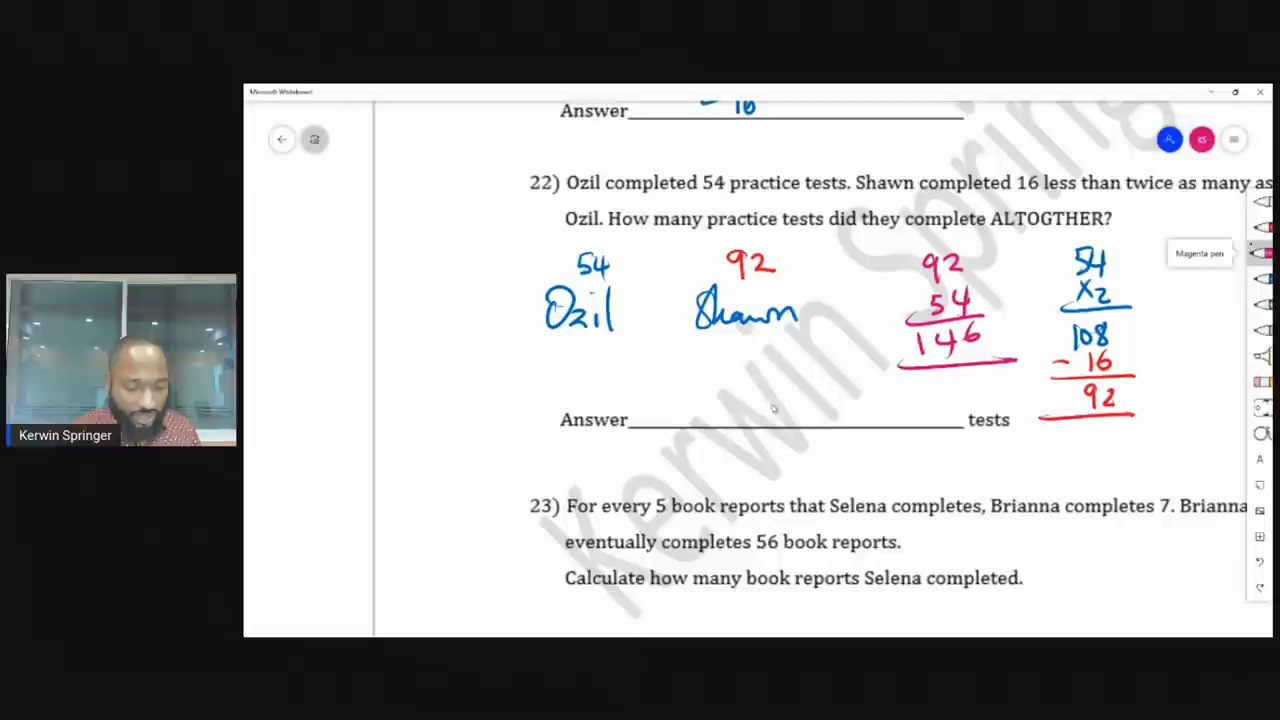 Microsoft Whiteboard
Answer
16
KS
22) Ozil completed 54 practice tests. Shawn completed 16 less than twice as many as
Ozil. How many practice tests did they complete ALTOGTHER?
Magenta pen
54 92 92 54
Ozil Shawn 54 x2
146 108
- 16
92
Answer tests
Kerwin Springer
23) For every 5 book reports that Selena completes, Brianna completes 7. Brianna
eventually completes 56 book reports.
Calculate how many book reports Selena completed.
Kerwin Spring